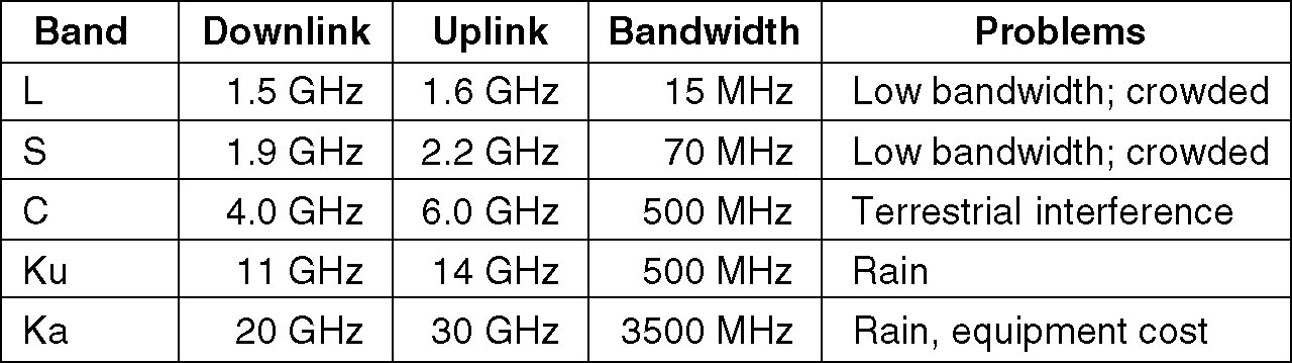 Band Downlink Uplink Bandwidth Problems
L 1.5 GHz 1.6 GHz 15 MHz Low bandwidth; crowded
S 1.9 GHz 2.2 GHz 70 MHz Low bandwidth; crowded
C 4.0 GHz 6.0 GHz 500 MHz Terrestrial interference
Ku 11 GHz 14 GHz 500 MHz Rain
Ka 20 GHz 30 GHz 3500 MHz Rain, equipment cost